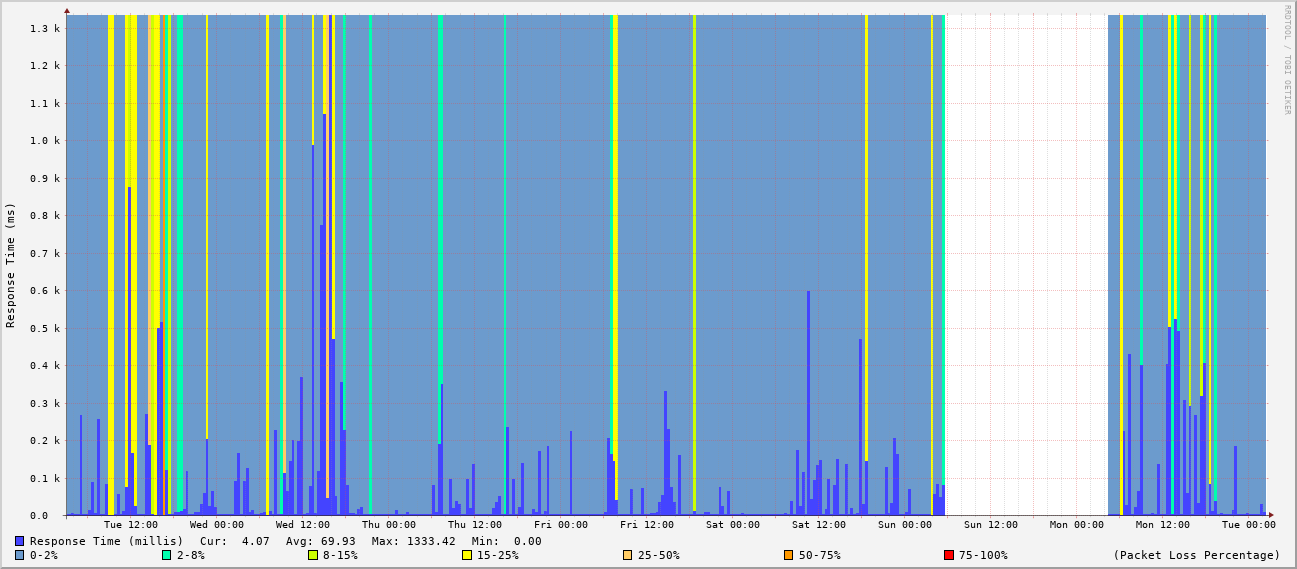 RRDTOOL / TOBI OETIKER
Response Time (ms)
1.3 k
1.2 k
1.1 k
1.0 k
0.9 k
0.8 k
0.7 k
0.6 k
0.5 k
0.4 k
0.3 k
0.2 k
0.1 k
0.0
Tue 12:00 Wed 00:00 Wed 12:00 Thu 00:00 Thu 12:00 Fri 00:00 Fri 12:00 Sat 00:00 Sat 12:00 Sun 00:00 Sun 12:00 Mon 00:00 Mon 12:00 Tue 00:00
Response Time (millis) Cur: 4.07 Avg: 69.93 Max: 1333.42 Min: 0.00
0-2% 2-8% 8-15% 15-25% 25-50% 50-75% 75-100% (Packet Loss Percentage)